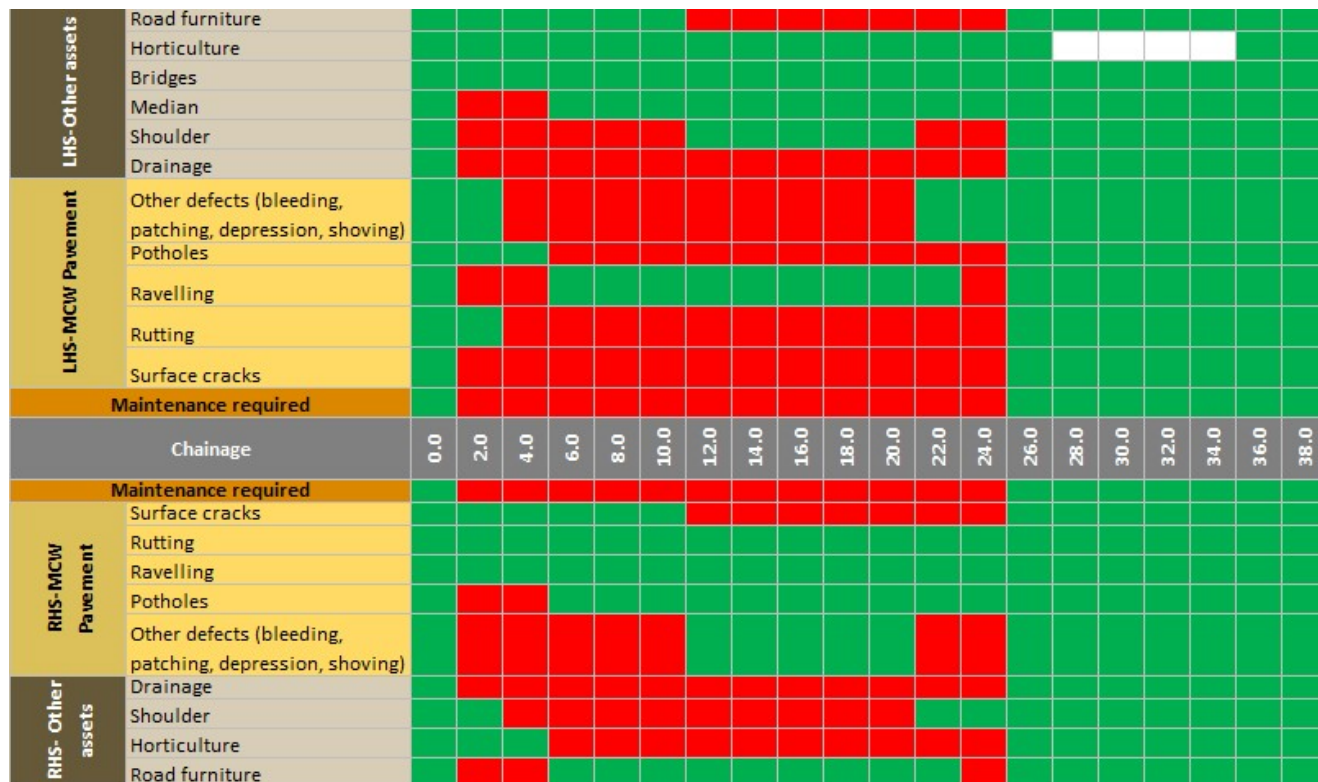 LHS-Other assets
Road furniture
Horticulture
Bridges
Median
Shoulder
Drainage
LHS-MCW Pavement
Other defects (bleeding,
patching, depression, shoving)
Potholes
Ravelling
Rutting
Surface cracks
Maintenance required
Chainage 0.0 2.0 4.0 6.0 8.0 10.0 12.0 14.0 16.0 18.0 20.0 22.0 24.0 26.0 28.0 30.0 32.0 34.0 36.0 38.0
Maintenance required
RHS-MCW
Pavement
Surface cracks
Rutting
Ravelling
Potholes
Other defects (bleeding,
patching, depression, shoving)
RHS- Other
assets
Drainage
Shoulder
Horticulture
Road furniture